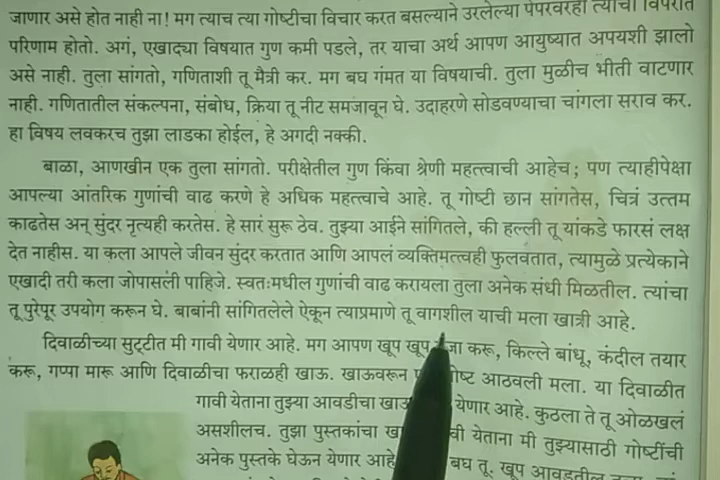 जाणार असे होत नाही ना! मग त्याच त्या गोष्टीचा विचार करत बसल्याने उरलेल्या पेपरवरही त्याचा विपरीत
परिणाम होतो. अगं, एखाद्या विषयात गुण कमी पडले, तर याचा अर्थ आपण आयुष्यात अपयशी झालो
असे नाही. तुला सांगतो, गणिताशी तू मैत्री कर. मग बघ गंमत या विषयाची. तुला मुळीच भीती वाटणार
नाही. गणितातील संकल्पना, संबोध, क्रिया तू नीट समजावून घे. उदाहरणे सोडवण्याचा चांगला सराव कर.
हा विषय लवकरच तुझा लाडका होईल, हे अगदी नक्की.
बाळा, आणखीन एक तुला सांगतो. परीक्षेतील गुण किंवा श्रेणी महत्त्वाची आहेच; पण त्याहीपेक्षा
आपल्या आंतरिक गुणांची वाढ करणे हे अधिक महत्त्वाचे आहे. तू गोष्टी छान सांगतेस, चित्रं उत्तम
काढतेस अन् सुंदर नृत्यही करतेस. हे सारं सुरू ठेव. तुझ्या आईने सांगितले, की हल्ली तू यांकडे फारसं लक्ष
देत नाहीस. या कला आपले जीवन सुंदर करतात आणि आपलं व्यक्तिमत्त्वही फुलवतात, त्यामुळे प्रत्येकाने
एखादी तरी कला जोपासली पाहिजे. स्वतःमधील गुणांची वाढ करायला तुला अनेक संधी मिळतील. त्यांचा
तू पुरेपूर उपयोग करून घे. बाबांनी सांगितलेले ऐकून त्याप्रमाणे तू वागशील याची मला खात्री आहे.
दिवाळीच्या सुट्टीत मी गावी येणार आहे. मग आपण खूप खूप करू, किल्ले बांधू, कंदील तयार
करू, गप्पा मारू आणि दिवाळीचा फराळही खाऊ. खाऊवरून आठवली मला. या दिवाळीत
गावी येताना तुझ्या आवडीचा येणार आहे. कुठला ते तू ओळखलं
असशीलच. तुझा पुस्तकांचा येताना मी तुझ्यासाठी गोष्टींची
अनेक पुस्तके घेऊन येणार बघ तू. खूप आवडतील